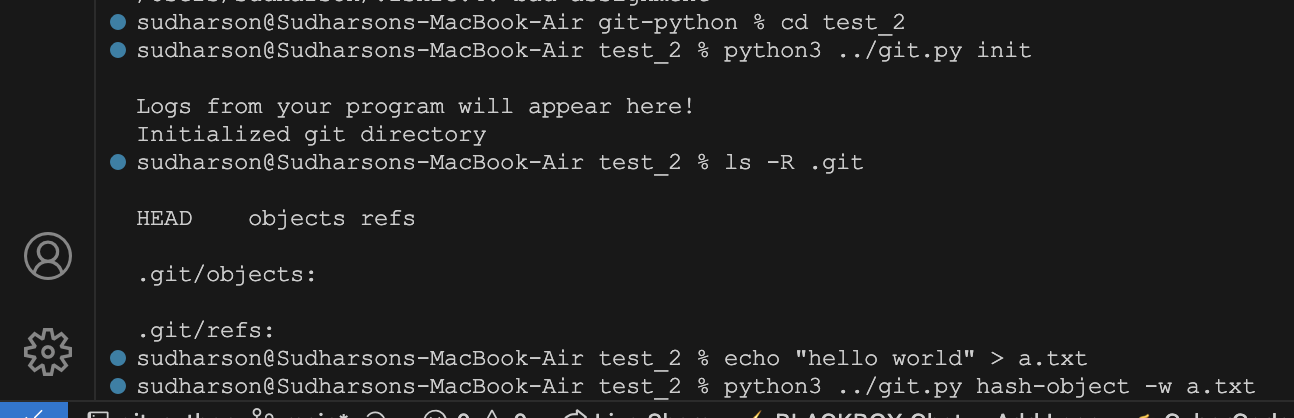 sudharson@Sudharsons-MacBook-Air git-python % cd test_2
sudharson@Sudharsons-MacBook-Air test_2 % python3 ../git.py init
Logs from your program will appear here!
Initialized git directory
sudharson@Sudharsons-MacBook-Air test_2 % ls -R .git
HEAD    objects refs
.git/objects:
.git/refs:
sudharson@Sudharsons-MacBook-Air test_2 % echo "hello world" > a.txt
sudharson@Sudharsons-MacBook-Air test_2 % python3 ../git.py hash-object -w a.txt